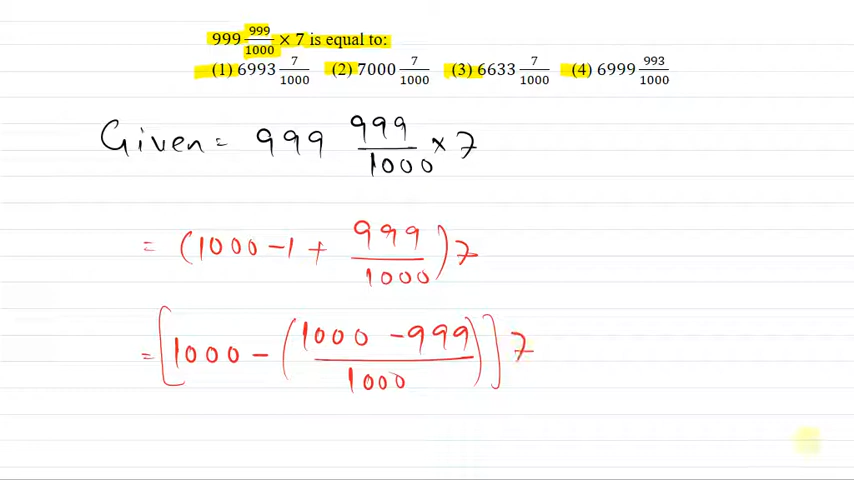 999 999/1000 × 7 is equal to:
(1) 6993 7/1000 (2) 7000 7/1000 (3) 6633 7/1000 (4) 6999 993/1000
Given = 999 999/1000 × 7
= (1000 - 1 + 999/1000) 7
= [1000 - (1000 - 999/1000)] 7